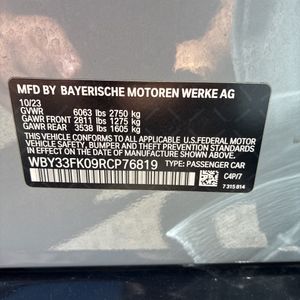 MFD BY BAYERISCHE MOTOREN WERKE AG
10/23
GVWR 6063 lbs 2750 kg
GAWR FRONT 2811 lbs 1275 kg
GAWR REAR 3538 lbs 1605 kg
THIS VEHICLE CONFORMS TO ALL APPLICABLE U.S.FEDERAL MOTOR
VEHICLE SAFETY, BUMPER, AND THEFT PREVENTION STANDARDS
IN EFFECT ON THE DATE OF MANUFACTURE SHOWN ABOVE.
WBY33FK09RCP76819 TYPE: PASSENGER CAR
C4P/7
7 315 814